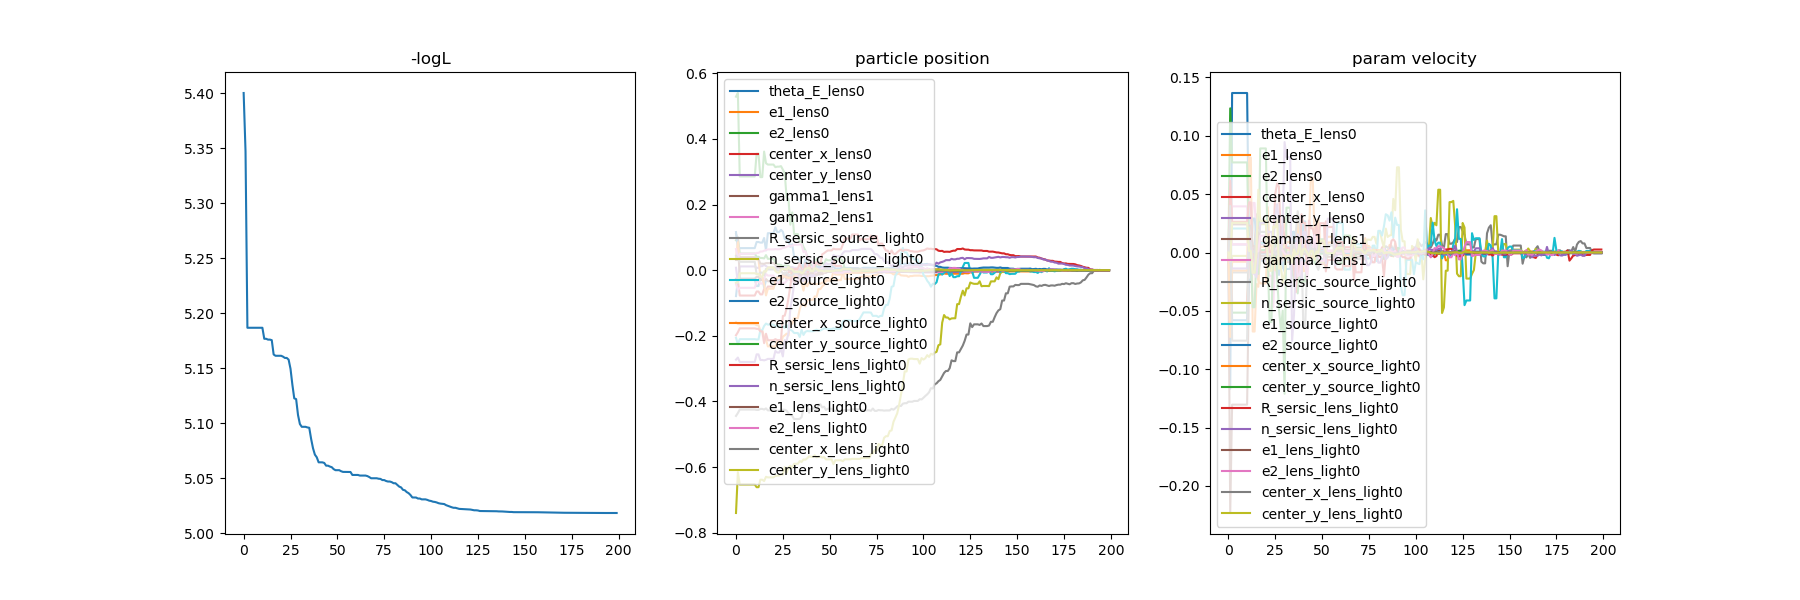 -logL
5.40
5.35
5.30
5.25
5.20
5.15
5.10
5.05
5.00
0 25 50 75 100 125 150 175 200
particle position
0.6
0.4
0.2
0.0
−0.2
−0.4
−0.6
−0.8
theta_E_lens0
e1_lens0
e2_lens0
center_x_lens0
center_y_lens0
gamma1_lens1
gamma2_lens1
R_sersic_source_light0
n_sersic_source_light0
e1_source_light0
e2_source_light0
center_x_source_light0
center_y_source_light0
R_sersic_lens_light0
n_sersic_lens_light0
e1_lens_light0
e2_lens_light0
center_x_lens_light0
center_y_lens_light0
0 25 50 75 100 125 150 175 200
param velocity
0.15
0.10
0.05
0.00
−0.05
−0.10
−0.15
−0.20
theta_E_lens0
e1_lens0
e2_lens0
center_x_lens0
center_y_lens0
gamma1_lens1
gamma2_lens1
R_sersic_source_light0
n_sersic_source_light0
e1_source_light0
e2_source_light0
center_x_source_light0
center_y_source_light0
R_sersic_lens_light0
n_sersic_lens_light0
e1_lens_light0
e2_lens_light0
center_x_lens_light0
center_y_lens_light0
0 25 50 75 100 125 150 175 200